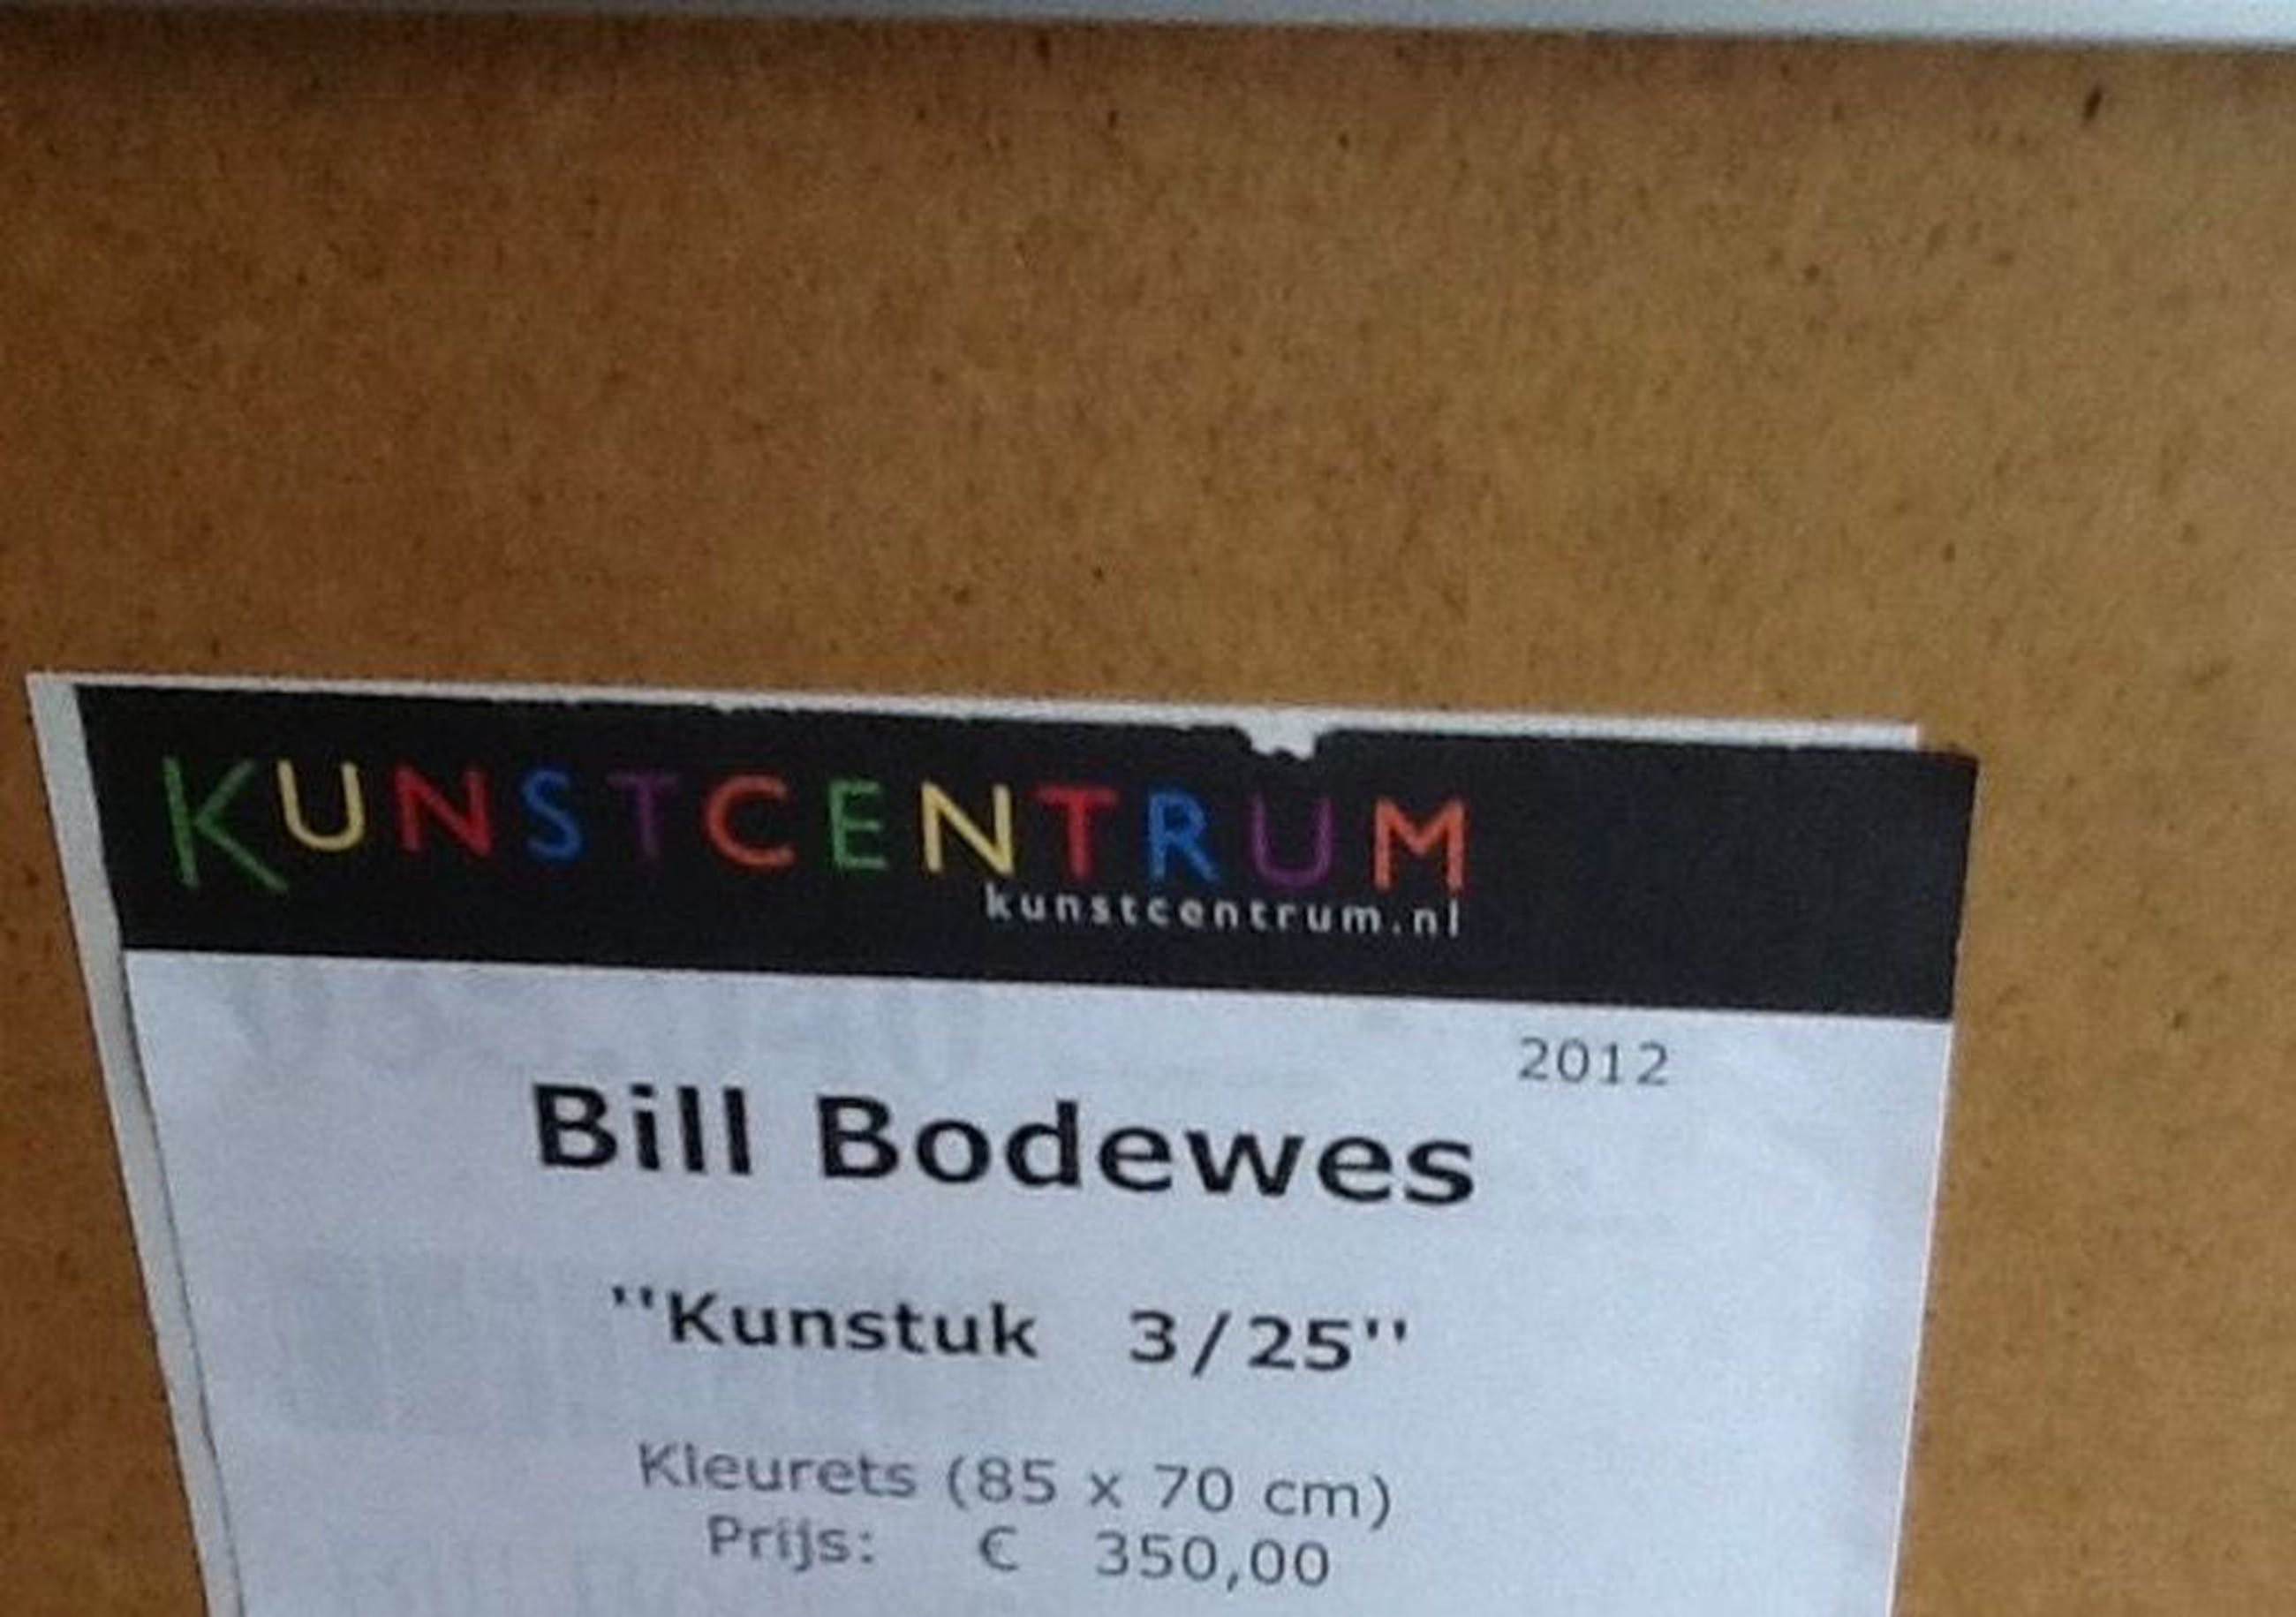 KUNSTCENTRUM
kunstcentrum.nl
2012
Bill Bodewes
"Kunstuk 3/25"
Kleurets (85 x 70 cm)
Prijs: € 350,00